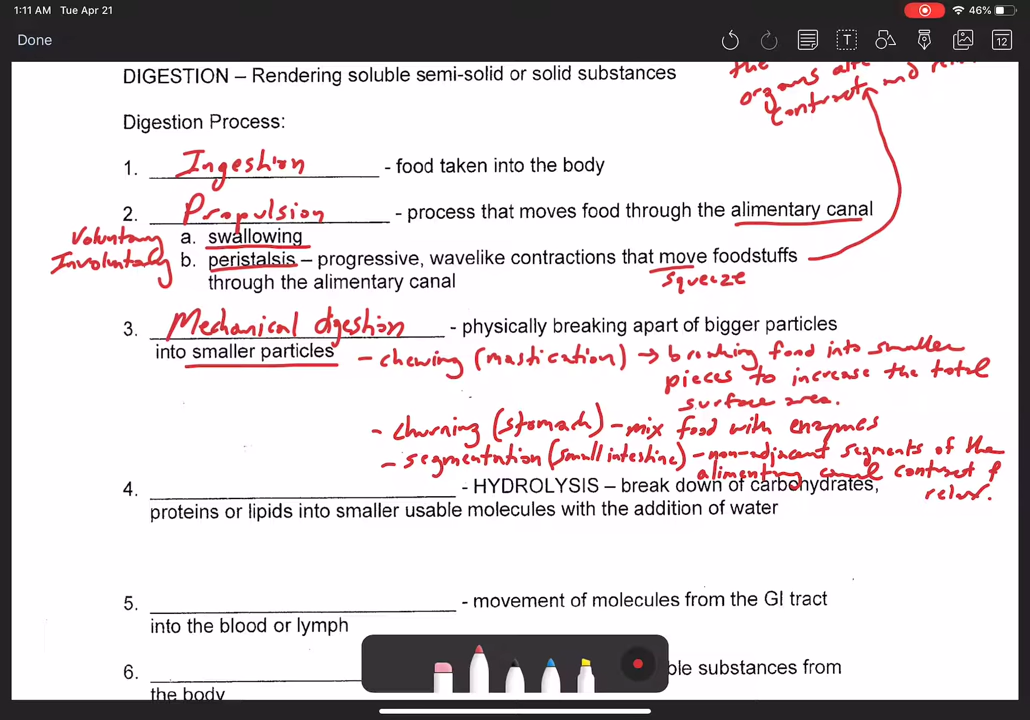 1:11 AM Tue Apr 21 46%
Done 12
DIGESTION – Rendering soluble semi-solid or solid substances
the
organs alt
contract and
Digestion Process:
1. Ingestion - food taken into the body
2. Propulsion - process that moves food through the alimentary canal
Voluntary a. swallowing
Involuntary b. peristalsis – progressive, wavelike contractions that move foodstuffs
squeeze
through the alimentary canal
3. Mechanical digestion - physically breaking apart of bigger particles
into smaller particles
- chewing (mastication) → breaking food into smaller
pieces to increase the total
surface area.
- churning (stomach) - mix food with enzymes
- segmentation (small intestine) - non-adjacent segments of the
alimentary canal contract &
relax.
4. - HYDROLYSIS – break down of carbohydrates,
proteins or lipids into smaller usable molecules with the addition of water
5. - movement of molecules from the GI tract
into the blood or lymph
6. ble substances from
the body